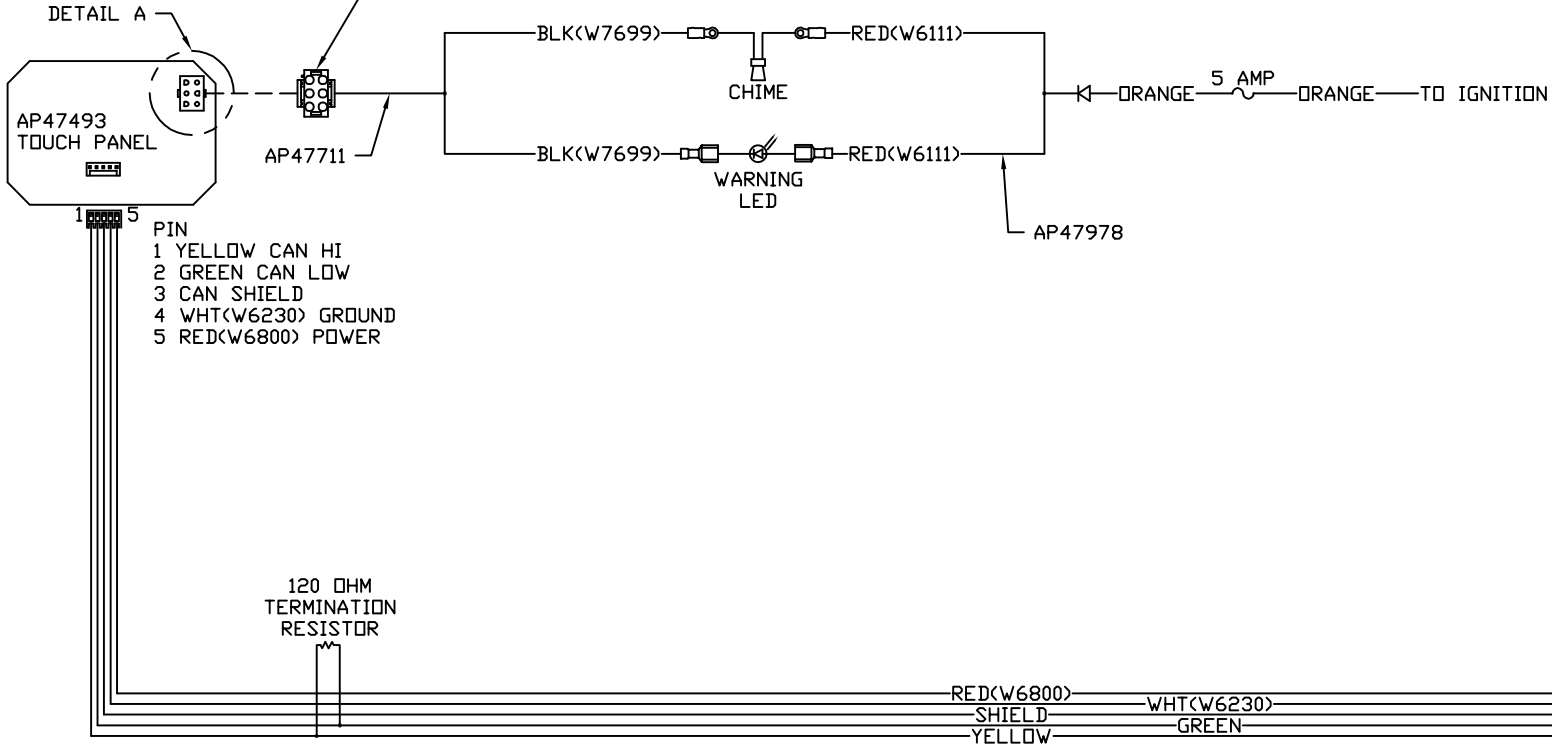 DETAIL A
BLK(W7699)
RED(W6111)
CHIME
5 AMP
ORANGE
ORANGE
TO IGNITION
AP47493
TOUCH PANEL
AP47711
BLK(W7699)
RED(W6111)
WARNING
LED
AP47978
1
5
PIN
1 YELLOW CAN HI
2 GREEN CAN LOW
3 CAN SHIELD
4 WHT(W6230) GROUND
5 RED(W6800) POWER
120 OHM
TERMINATION
RESISTOR
RED(W6800)
WHT(W6230)
SHIELD
GREEN
YELLOW